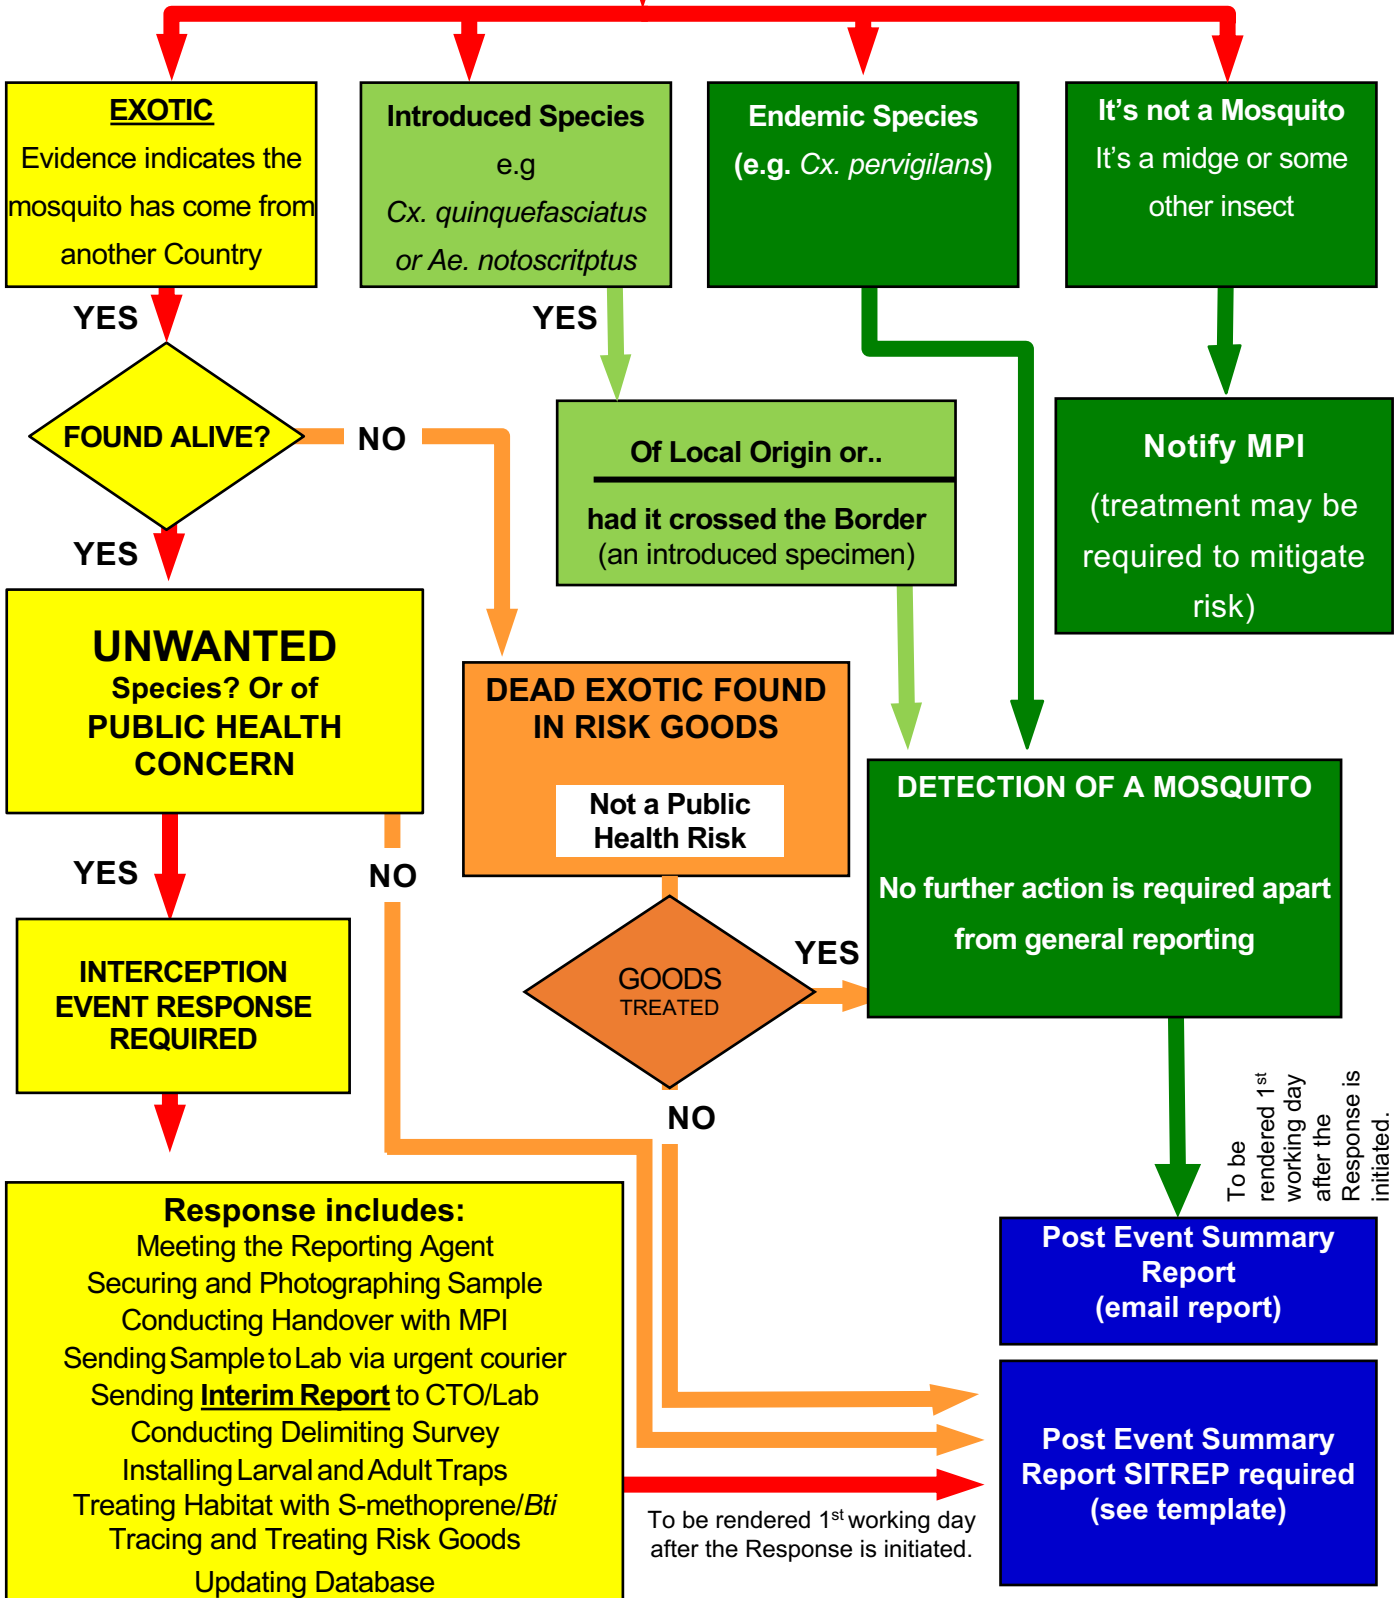 EXOTIC
Evidence indicates the
mosquito has come from
another Country
Introduced Species
e.g
Cx. quinquefasciatus
or Ae. notoscritptus
Endemic Species
(e.g. Cx. pervigilans)
It's not a Mosquito
It's a midge or some
other insect
YES
YES
FOUND ALIVE?
NO
Of Local Origin or..
had it crossed the Border
(an introduced specimen)
Notify MPI
(treatment may be
required to mitigate
risk)
YES
UNWANTED
Species? Or of
PUBLIC HEALTH
CONCERN
DEAD EXOTIC FOUND
IN RISK GOODS
Not a Public
Health Risk
DETECTION OF A MOSQUITO
No further action is required apart
from general reporting
YES
NO
INTERCEPTION
EVENT RESPONSE
REQUIRED
GOODS
TREATED
YES
NO
To be
rendered 1st
working day
after the
Response is
initiated.
Response includes:
Meeting the Reporting Agent
Securing and Photographing Sample
Conducting Handover with MPI
Sending Sample to Lab via urgent courier
Sending Interim Report to CTO/Lab
Conducting Delimiting Survey
Installing Larval and Adult Traps
Treating Habitat with S-methoprene/Bti
Tracing and Treating Risk Goods
Updating Database
Post Event Summary
Report
(email report)
Post Event Summary
Report SITREP required
(see template)
To be rendered 1st working day
after the Response is initiated.